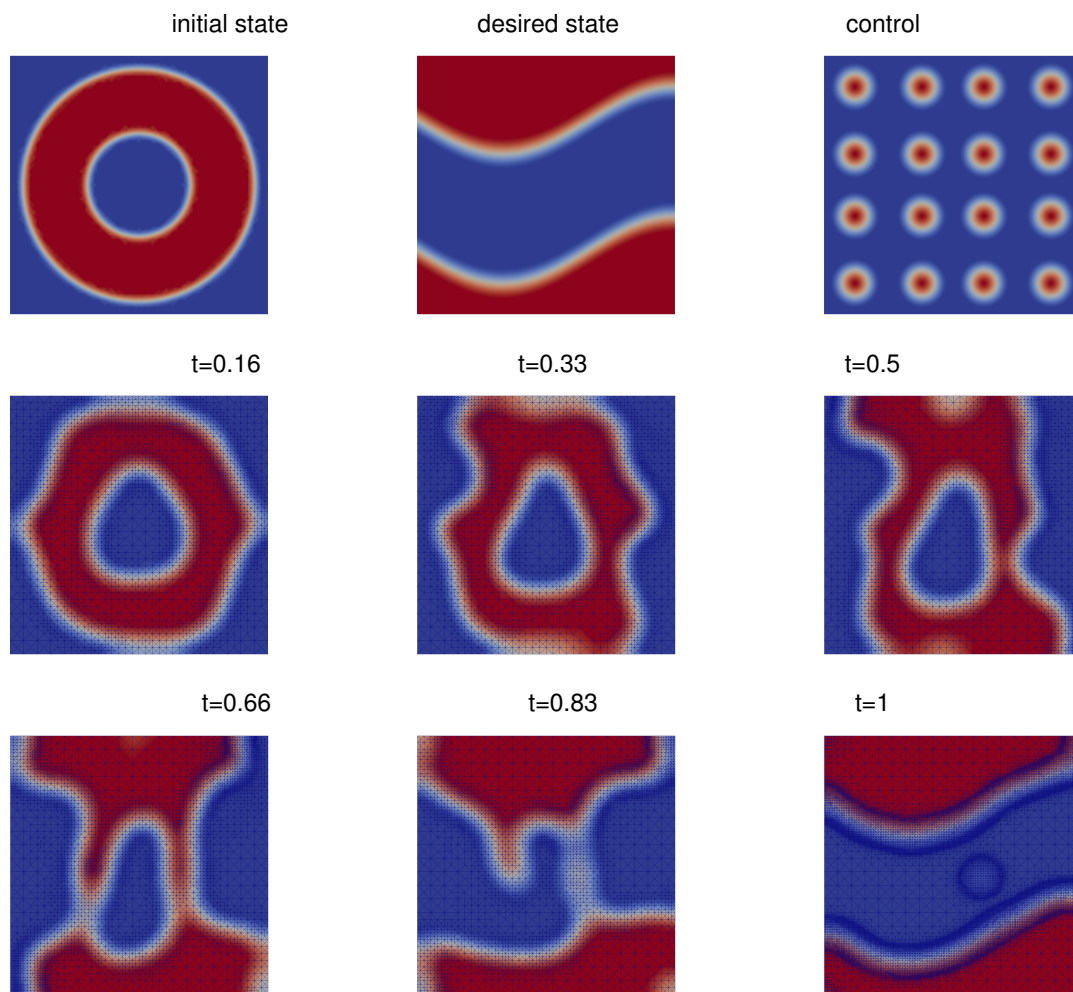 initial state
desired state
control
t=0.16
t=0.33
t=0.5
t=0.66
t=0.83
t=1